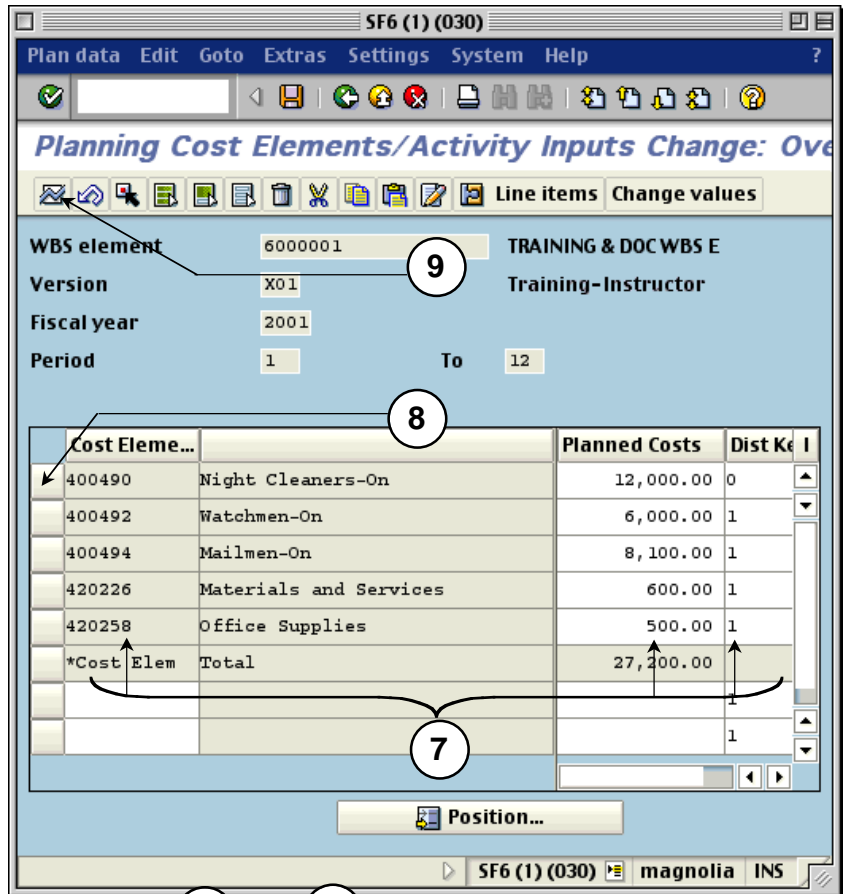 SF6 (1) (030)
Plan data Edit Goto Extras Settings System Help ?
Planning Cost Elements/Activity Inputs Change: Ove
Line items Change values
WBS element 6000001 TRAINING & DOC WBS E
9
Version X01 Training-Instructor
Fiscal year 2001
Period 1 To 12
8
Cost Eleme... Planned Costs Dist Ke I
400490 Night Cleaners-On 12,000.00 0
400492 Watchmen-On 6,000.00 1
400494 Mailmen-On 8,100.00 1
420226 Materials and Services 600.00 1
420258 Office Supplies 500.00 1
*Cost Elem Total 27,200.00
1
7
1
Position...
SF6 (1) (030) magnolia INS